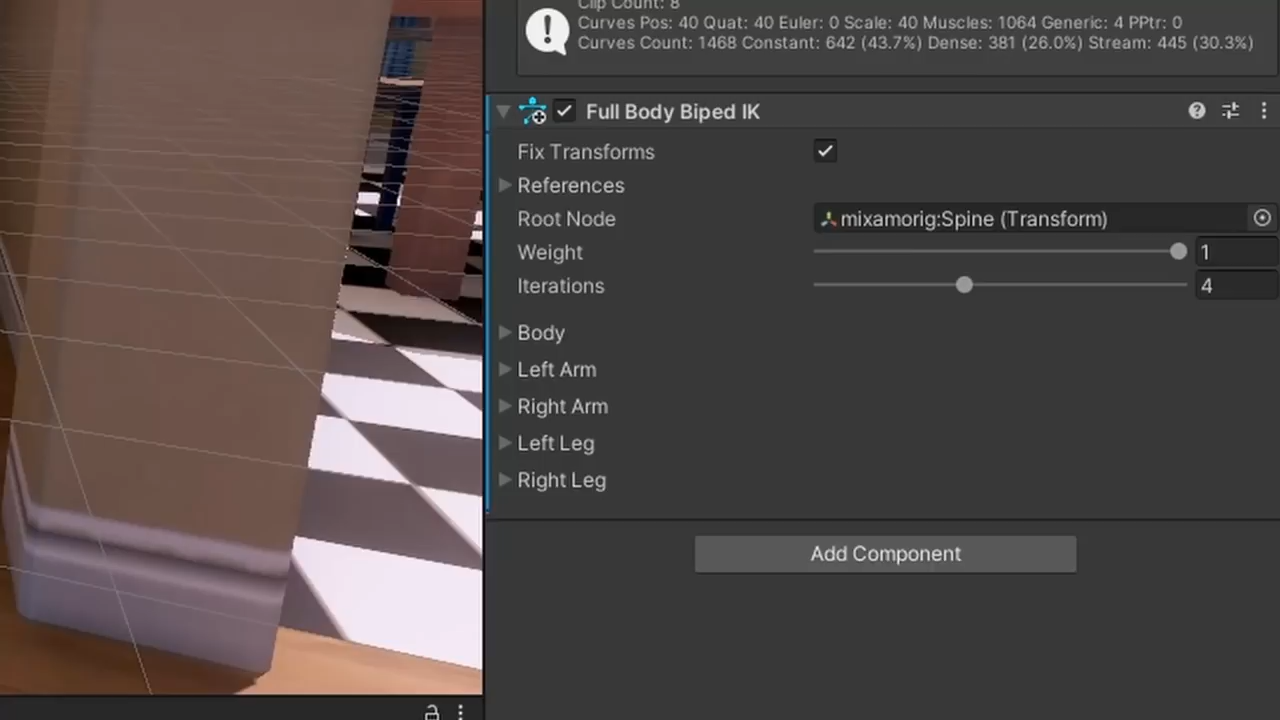 Clip Count: 8
Curves Pos: 40 Quat: 40 Euler: 0 Scale: 40 Muscles: 1064 Generic: 4 PPtr: 0
Curves Count: 1468 Constant: 642 (43.7%) Dense: 381 (26.0%) Stream: 445 (30.3%)
Full Body Biped IK
Fix Transforms
References
Root Node mixamorig:Spine (Transform)
Weight 1
Iterations 4
Body
Left Arm
Right Arm
Left Leg
Right Leg
Add Component